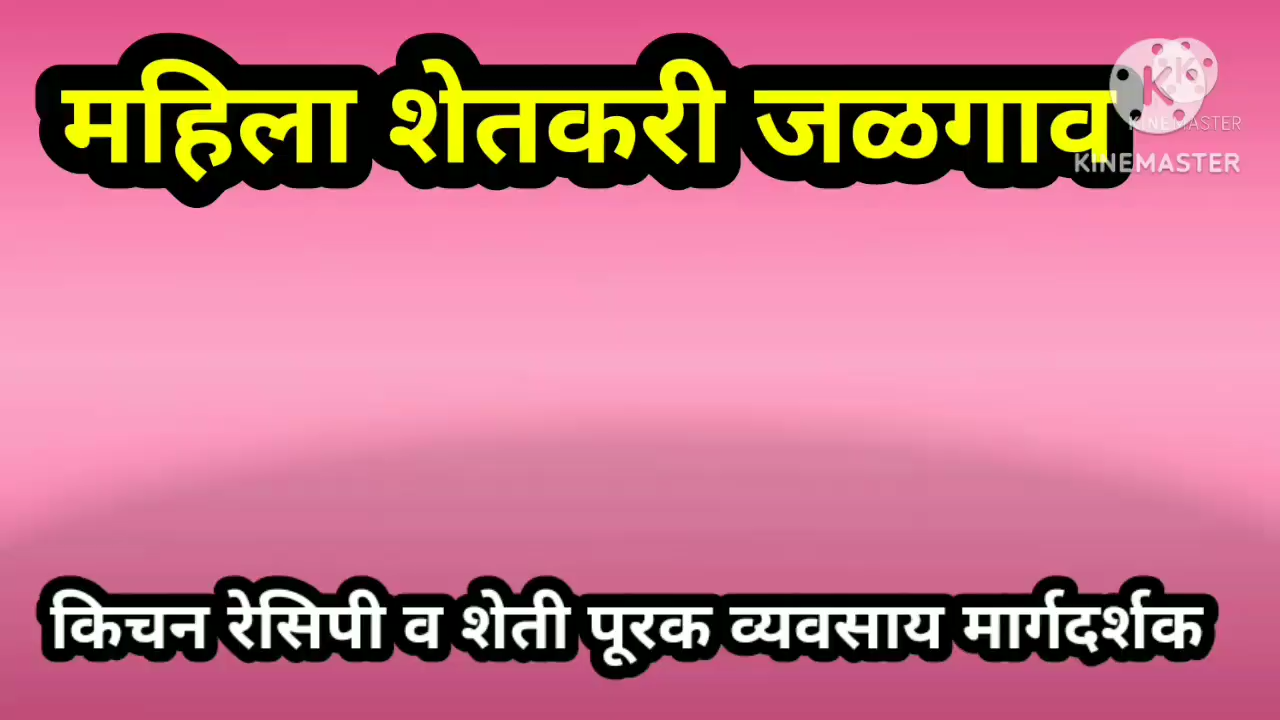 महिला शेतकरी जळगाव
KINEMASTER
KINEMASTER
किचन रेसिपी व शेती पूरक व्यवसाय मार्गदर्शक